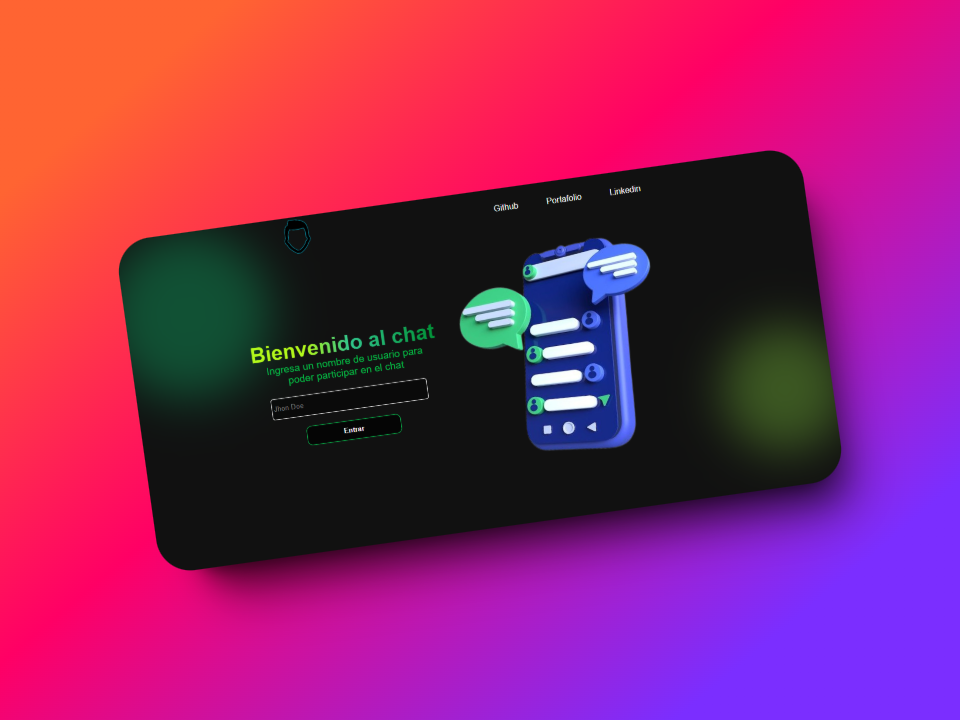 Github Portafolio Linkedin
Bienvenido al chat
Ingresa un nombre de usuario para
poder participar en el chat
Jhon Doe
Entrar